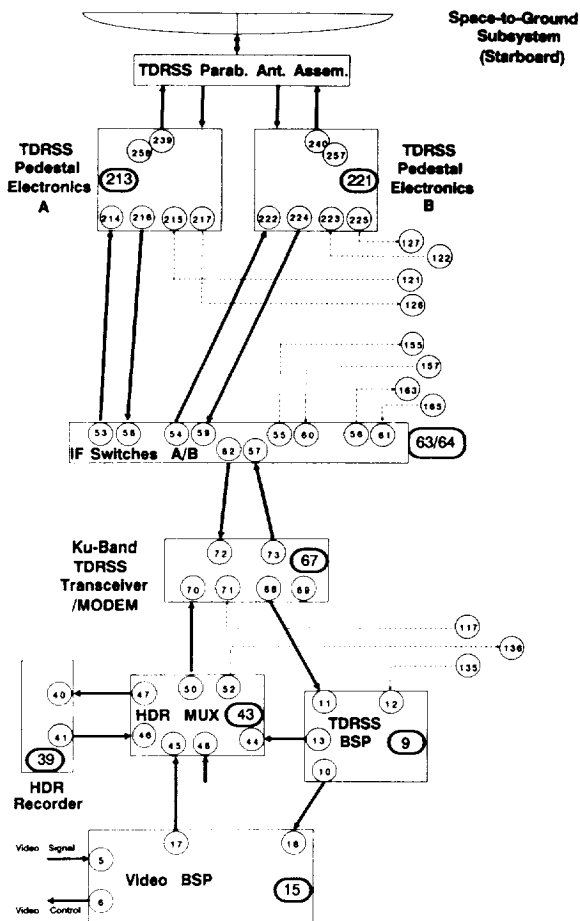 Space-to-Ground
Subsystem
(Starboard)
TDRSS Parab. Ant. Assem.
TDRSS
Pedestal
Electronics
A
239
258
213
214
216
215
217
240
257
221
222
224
223
225
TDRSS
Pedestal
Electronics
B
127
122
121
126
155
157
163
165
53
58
54
59
55
60
56
61
IF Switches A/B
62
57
63/64
Ku-Band
TDRSS
Transceiver
/MODEM
72
73
67
70
71
68
69
117
136
135
40
47
50
52
HDR MUX
43
41
46
45
48
44
39
HDR
Recorder
11
12
TDRSS
BSP
13
9
10
Video Signal
5
17
18
Video BSP
6
15
Video Control